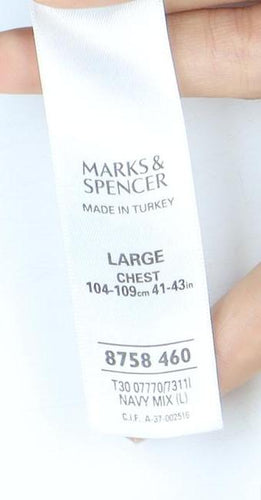 MARKS &
SPENCER
MADE IN TURKEY
LARGE
CHEST
104-109cm 41-43in
8758 460
T30 07770/7311I
NAVY MIX (L)
C.I.F. A-37-002516